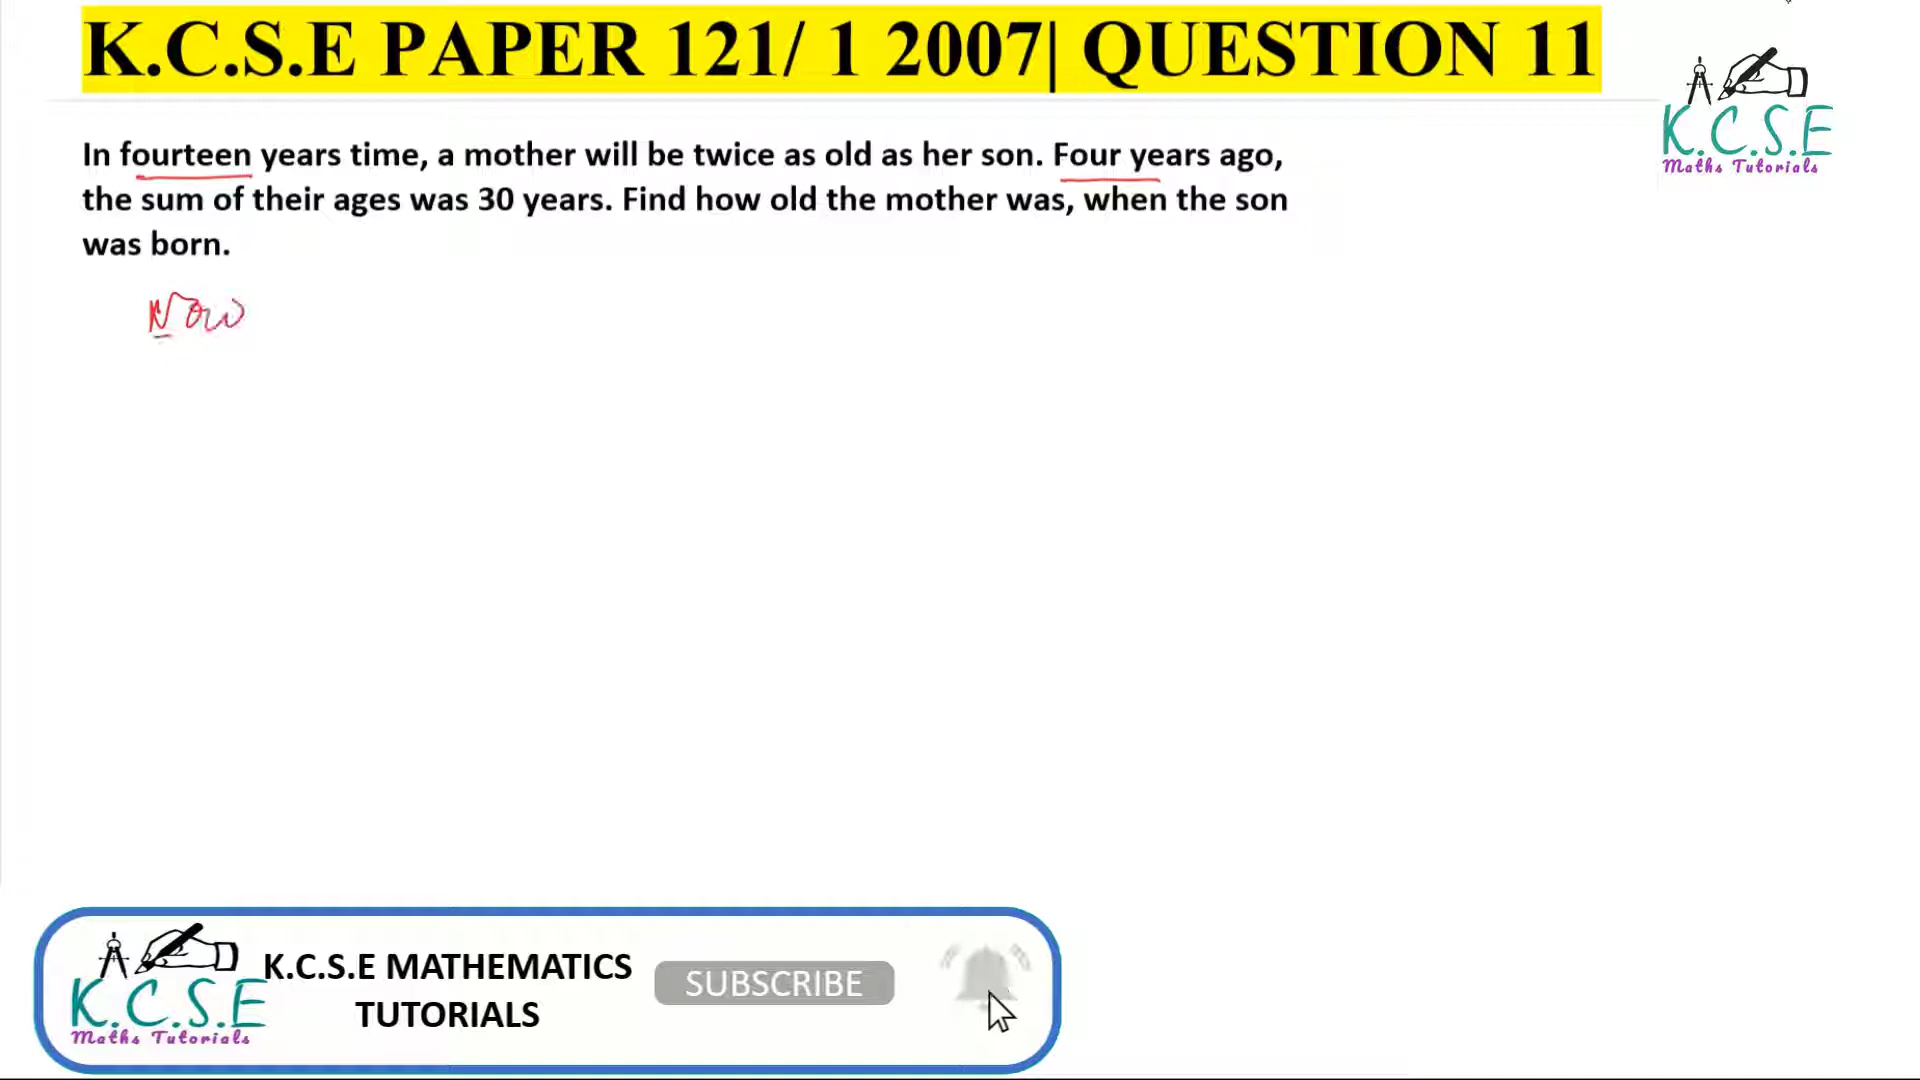 K.C.S.E PAPER 121/ 1 2007| QUESTION 11
K.C.S.E
Maths Tutorials
In fourteen years time, a mother will be twice as old as her son. Four years ago,
the sum of their ages was 30 years. Find how old the mother was, when the son
was born.
Now
K.C.S.E
Maths Tutorials
K.C.S.E MATHEMATICS
TUTORIALS
SUBSCRIBE